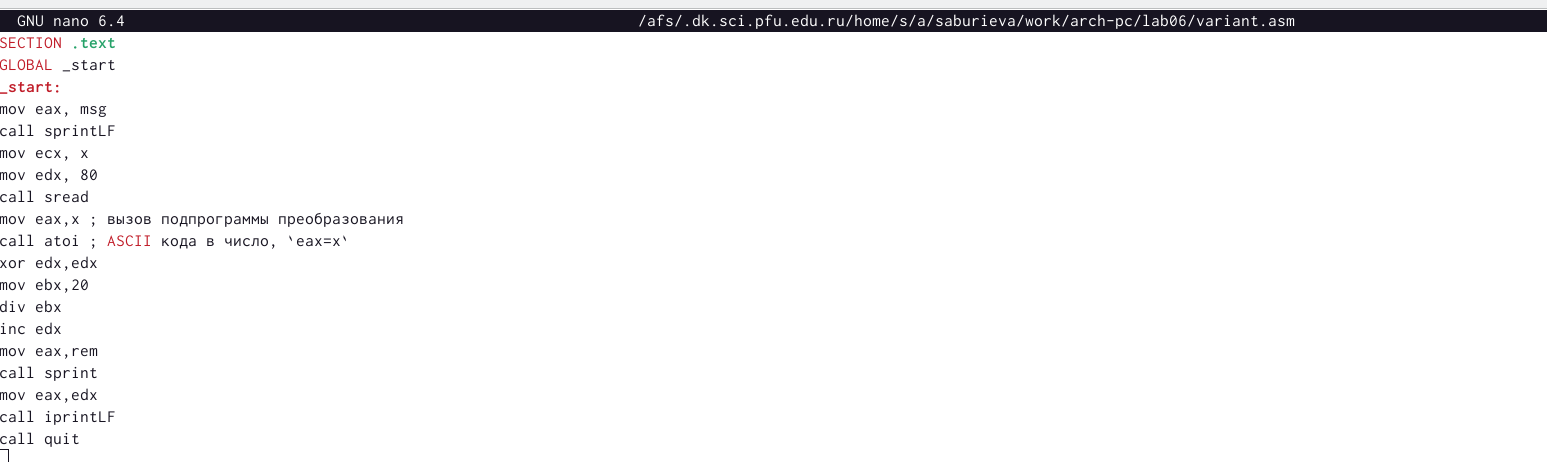 GNU nano 6.4 /afs/.dk.sci.pfu.edu.ru/home/s/a/saburieva/work/arch-pc/lab06/variant.asm
SECTION .text
GLOBAL _start
_start:
mov eax, msg
call sprintLF
mov ecx, x
mov edx, 80
call sread
mov eax,x ; вызов подпрограммы преобразования
call atoi ; ASCII кода в число, `eax=x`
xor edx,edx
mov ebx,20
div ebx
inc edx
mov eax,rem
call sprint
mov eax,edx
call iprintLF
call quit